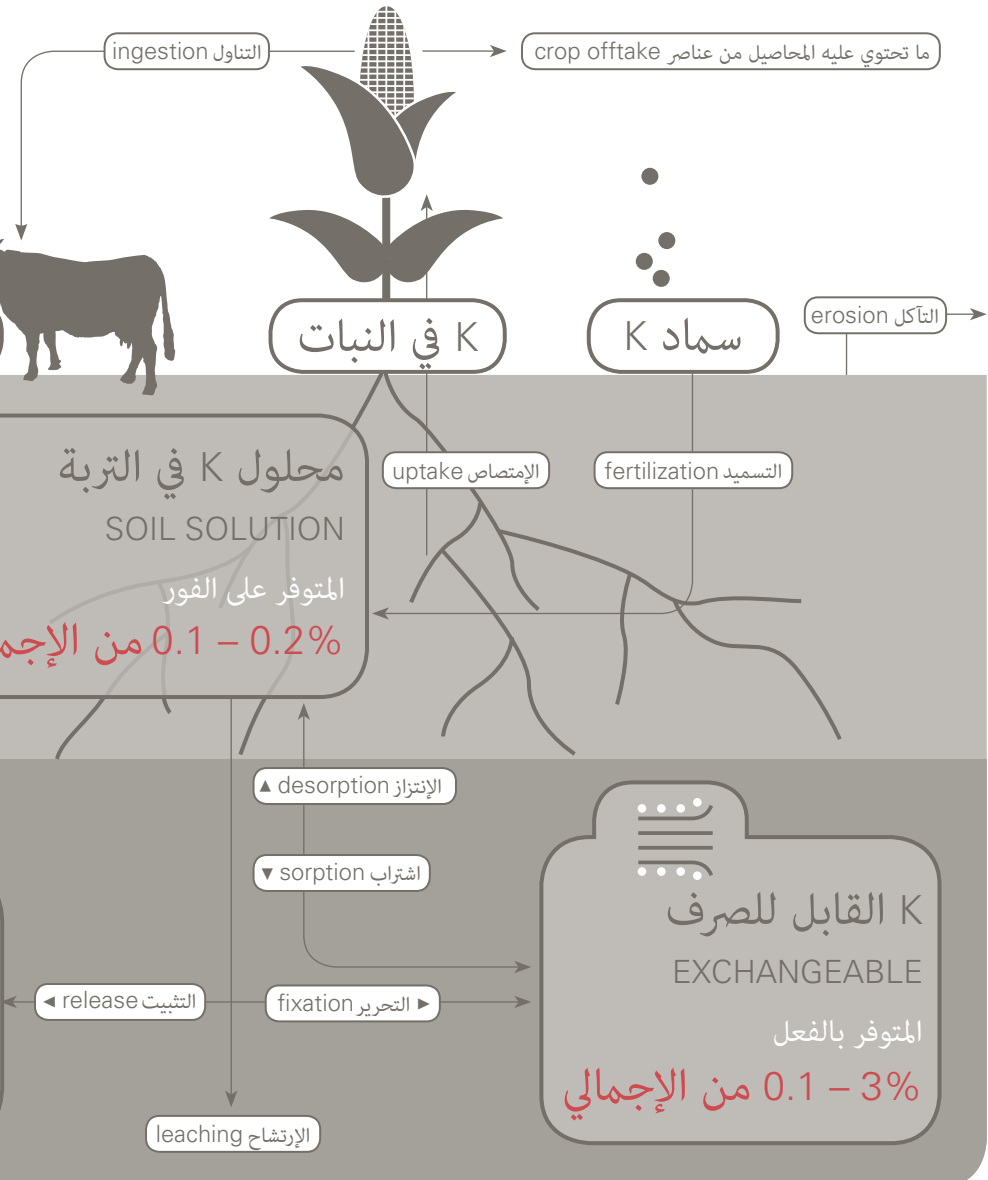 ingestion التناول
ما تحتوي عليه المحاصيل من عناصر crop offtake
erosion التآكل
K في النبات
سماد K
محلول K في التربة
SOIL SOLUTION
المتوفر على الفور
0.1 – 0.2% من
uptake الإمتصاص
fertilization التسميد
▲ desorption الإنتزاز
▼ sorption اشتراب
K القابل للصرف
EXCHANGEABLE
المتوفر بالفعل
0.1 – 3% من الإجمالي
◄ release التثبيت
fixation التحرير ►
leaching الإرتشاح